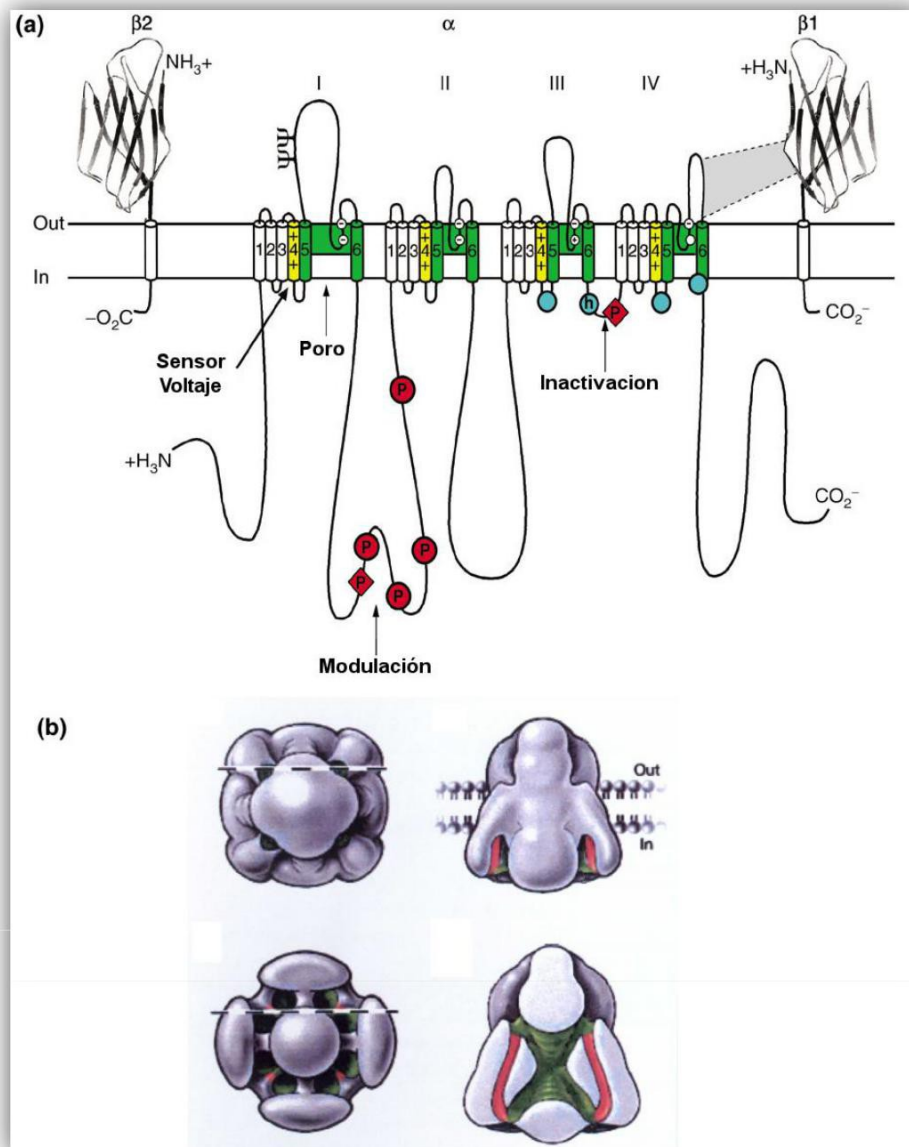 (a)
β2
α
β1
NH3+
+H3N
I
II
III
IV
ΨΨ
Out
In
1
2
3
+
4
+
+
5
−
−
6
1
2
3
+
4
+
+
5
−
−
6
1
2
3
+
4
+
5
−
+
6
1
2
3
+
4
+
5
−
−
6
−O2C
h
P
CO2−
Sensor
Voltaje
Poro
Inactivacion
P
+H3N
CO2−
P
P
P
P
Modulación
(b)
Out
In